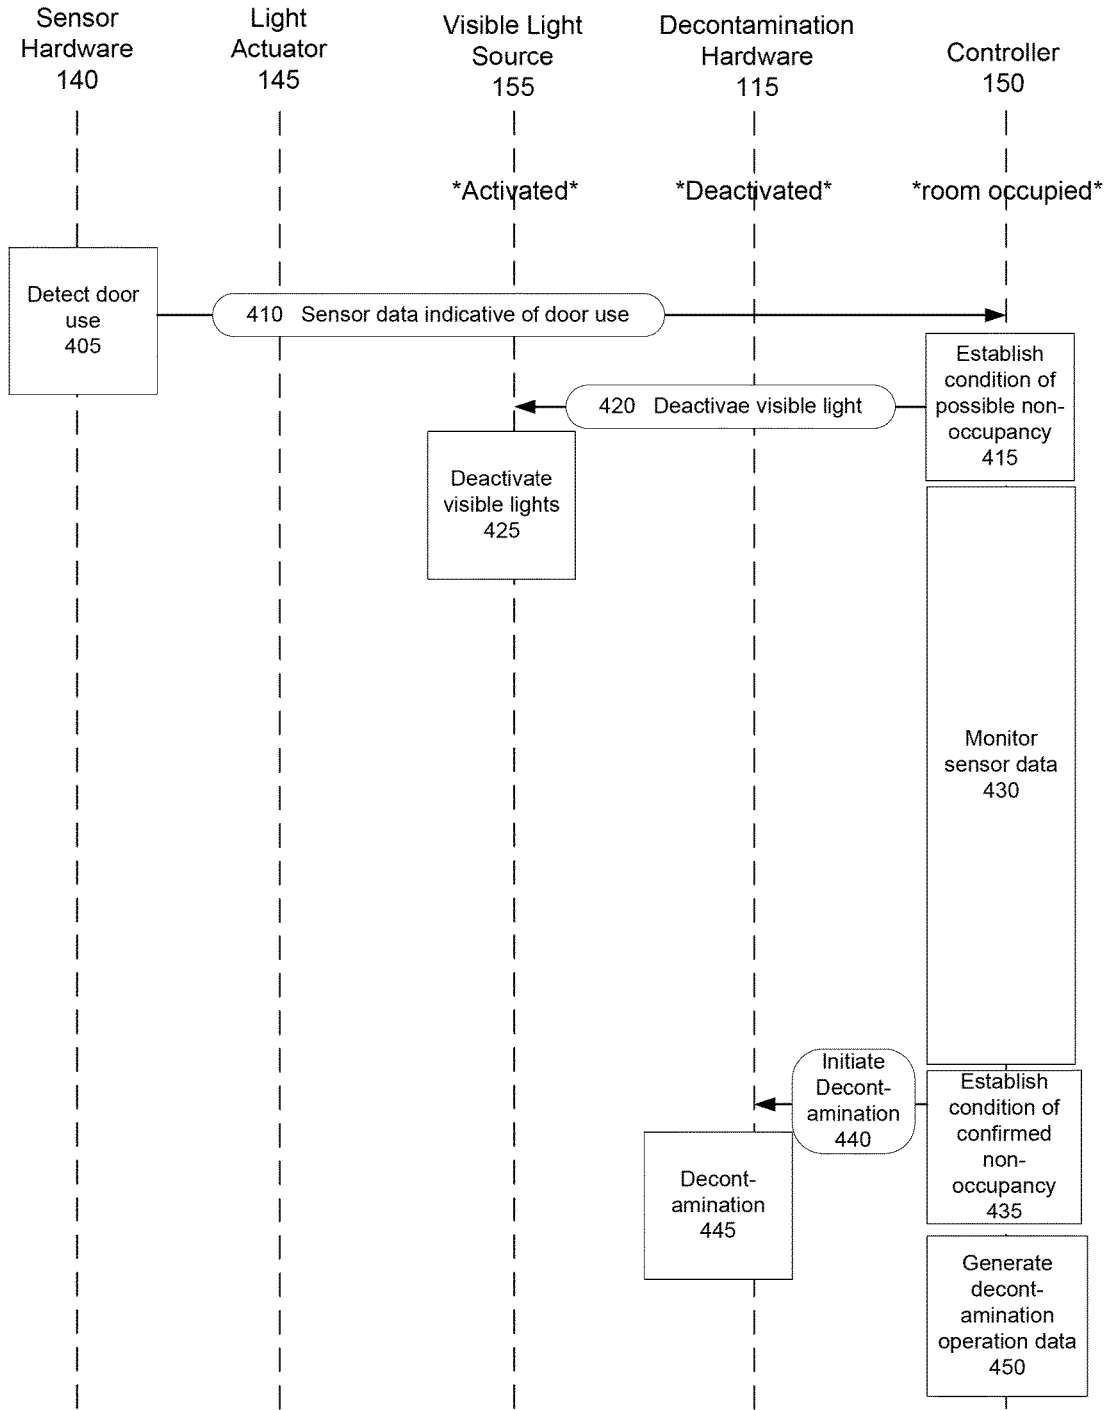 Sensor
Hardware
140
Light
Actuator
145
Visible Light
Source
155
Decontamination
Hardware
115
Controller
150
*Activated*
*Deactivated*
*room occupied*
Detect door
use
405
410 Sensor data indicative of door use
Establish
condition of
possible non-
occupancy
415
420 Deactivae visible light
Deactivate
visible lights
425
Monitor
sensor data
430
Initiate
Decont-
amination
440
Establish
condition of
confirmed
non-
occupancy
435
Decont-
amination
445
Generate
decont-
amination
operation data
450